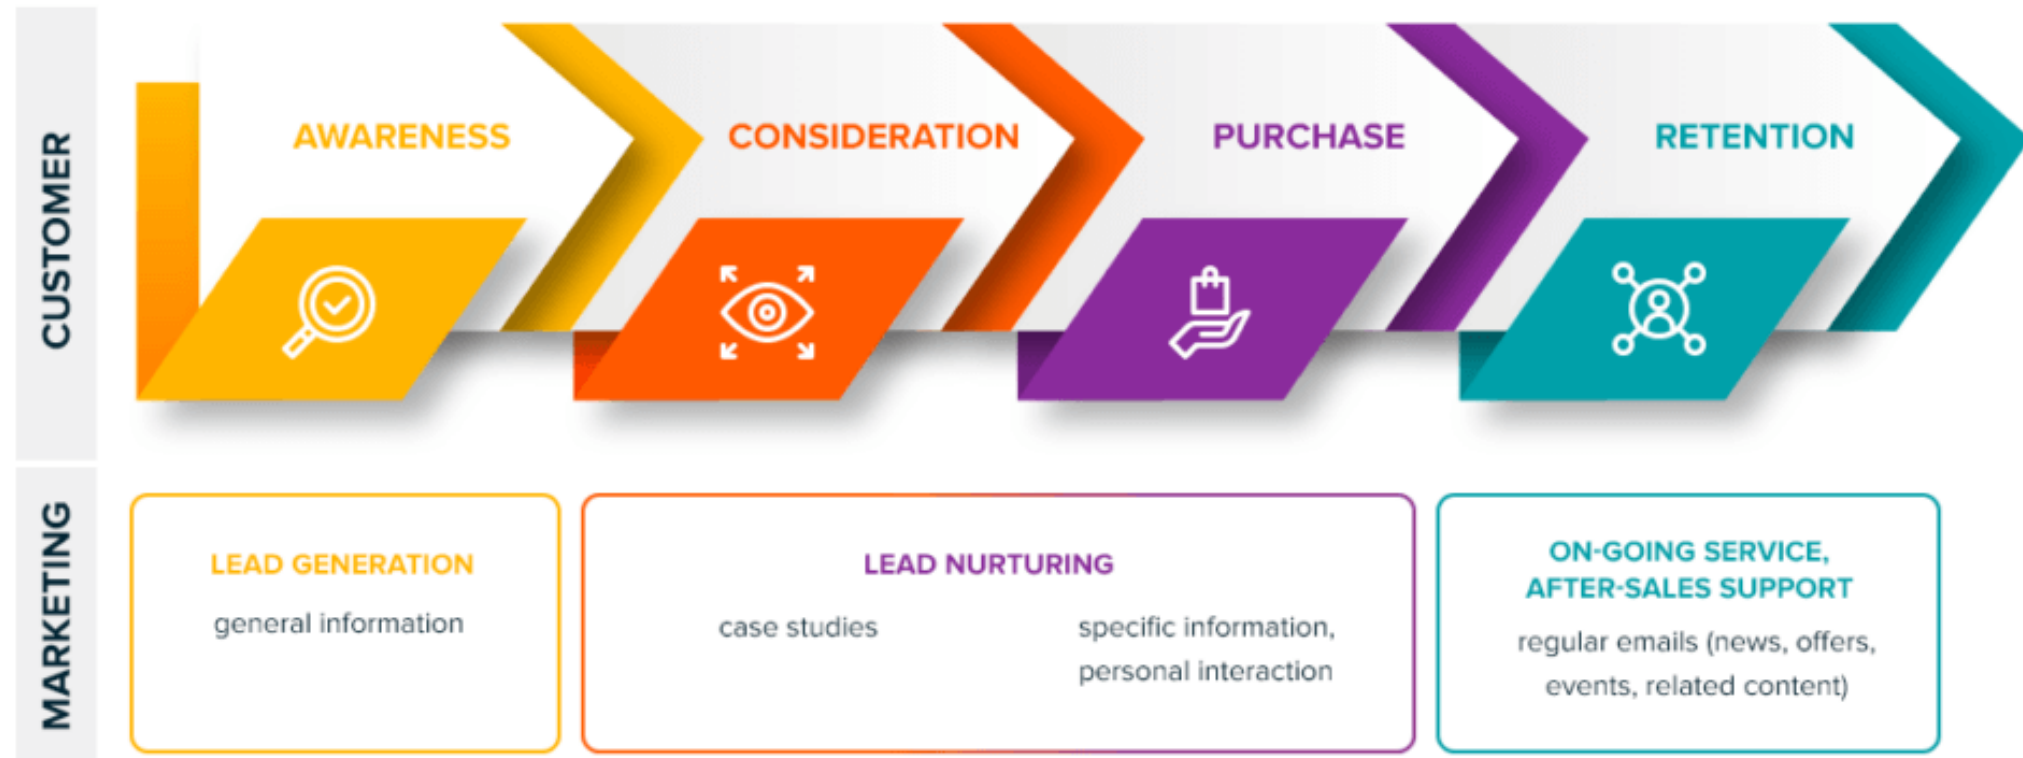 CUSTOMER
AWARENESS
CONSIDERATION
PURCHASE
RETENTION
MARKETING
LEAD GENERATION
general information
LEAD NURTURING
case studies
specific information,
personal interaction
ON-GOING SERVICE,
AFTER-SALES SUPPORT
regular emails (news, offers,
events, related content)